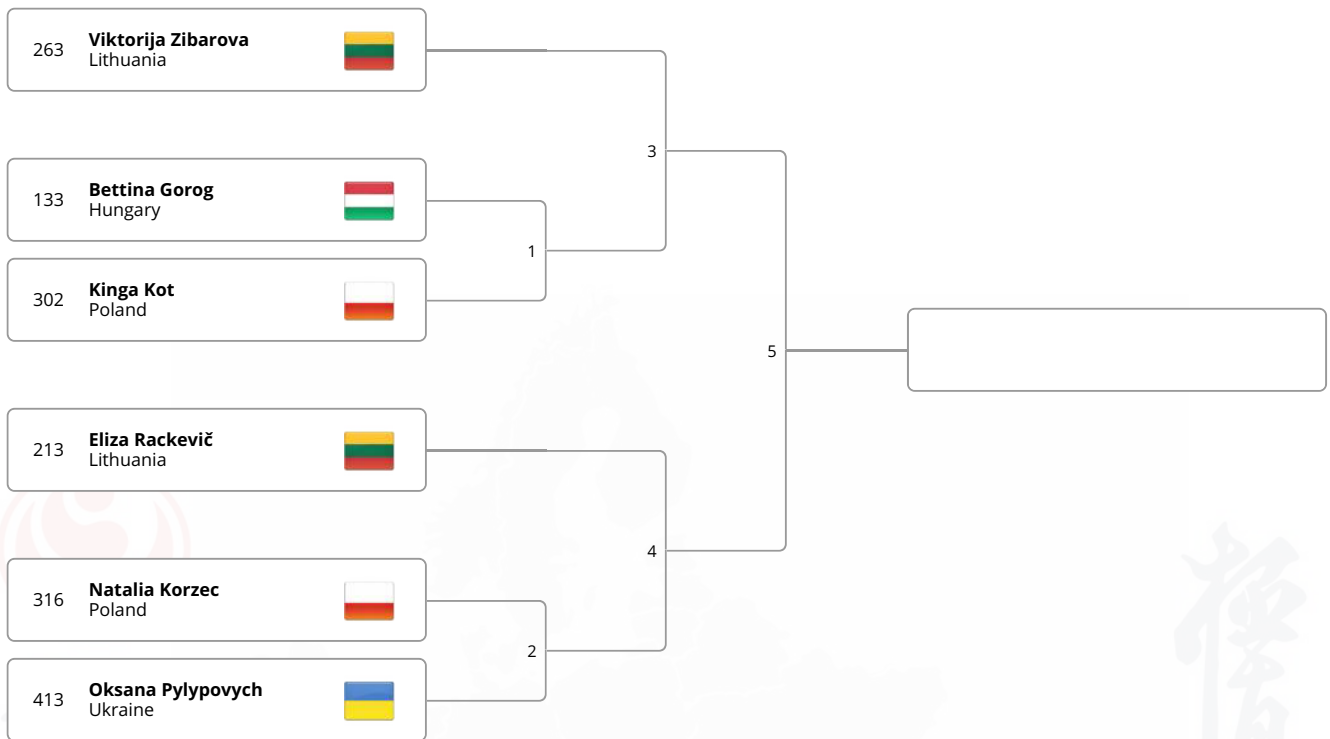 263
Viktorija Zibarova
Lithuania
3
133
Bettina Gorog
Hungary
1
302
Kinga Kot
Poland
5
213
Eliza Rackevič
Lithuania
4
316
Natalia Korzec
Poland
2
413
Oksana Pylypovych
Ukraine